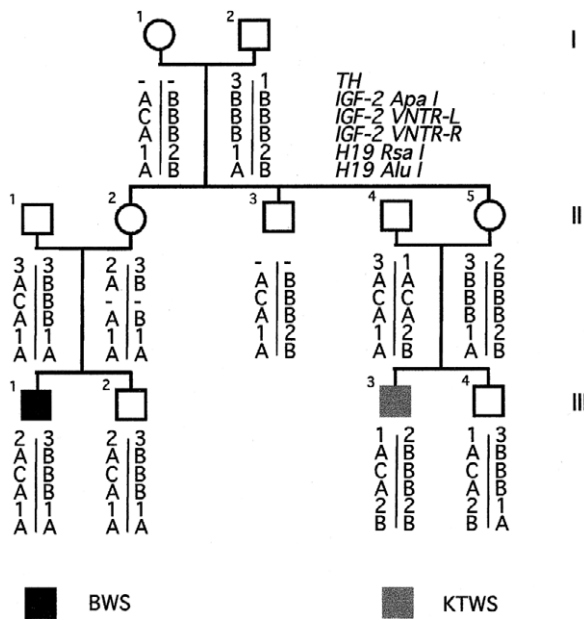 1 2 I
- - 3 1 TH
A B B B IGF-2 Apa I
C B B B IGF-2 VNTR-L
A B B B IGF-2 VNTR-R
1 2 1 2 H19 Rsa I
A B A B H19 Alu I
1 2 3 4 5 II
3 3 2 3 - - 3 1 3 2
A B A B A B A A B B
C B - - C B C C B B
A B A B A B A A B B
1 1 1 1 1 2 1 2 1 2
A A A A A B A B A B
1 2 3 4 III
2 3 2 3 1 2 1 3
A B A B A B A B
C B C B C B C B
A B A B A B A B
1 1 1 1 2 2 2 1
A A A A B B B A
BWS KTWS